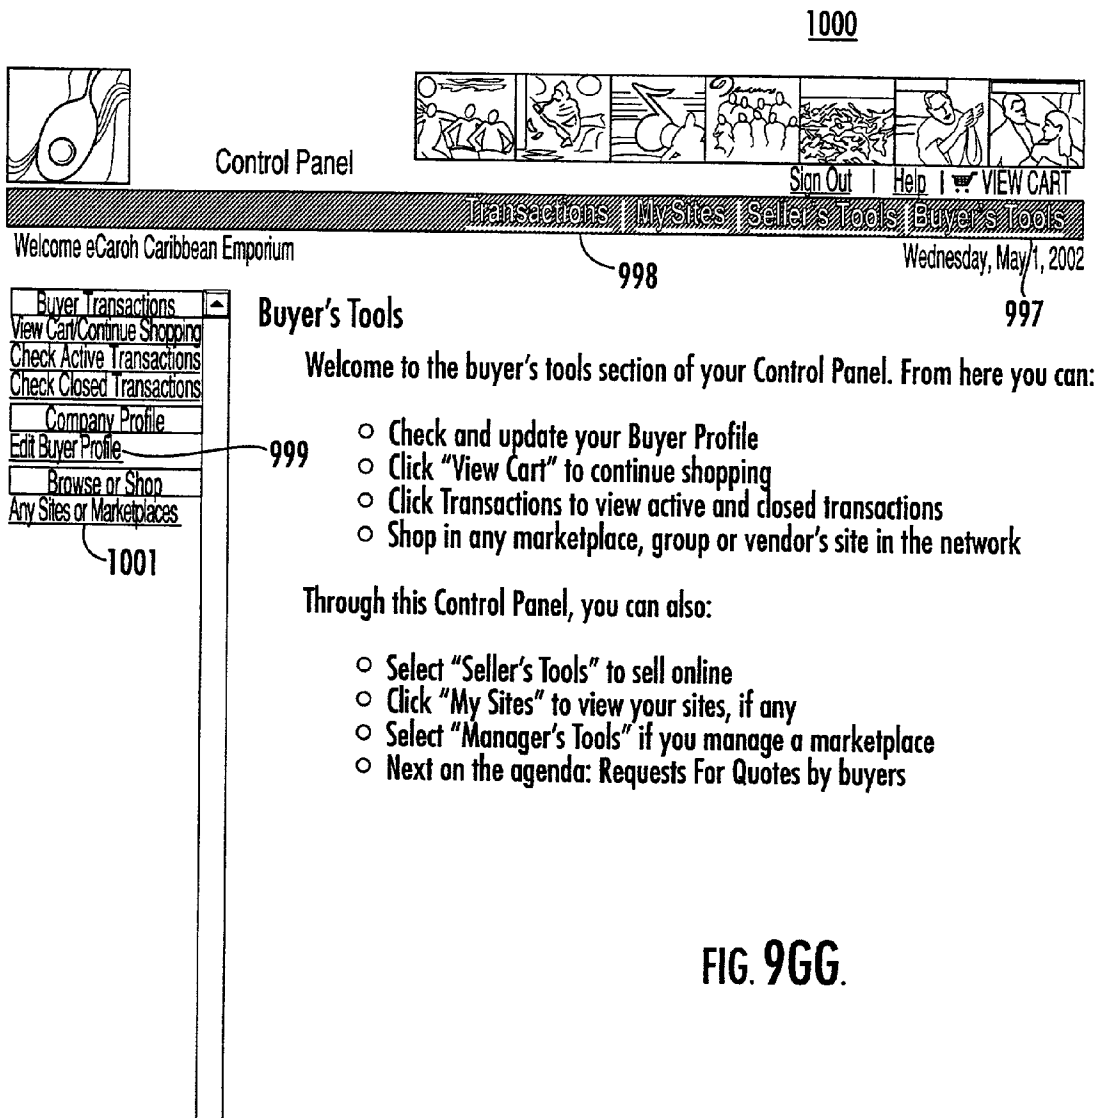 1000
Control Panel
Sign Out | Help | VIEW CART
Transactions | My Sites | Seller's Tools | Buyer's Tools
Welcome eCaroh Caribbean Emporium
Wednesday, May 1, 2002
998
997
Buyer Transactions
View Cart/Continue Shopping
Check Active Transactions
Check Closed Transactions
Company Profile
Edit Buyer Profile
999
Browse or Shop
Any Sites or Marketplaces
1001
Buyer's Tools
Welcome to the buyer's tools section of your Control Panel. From here you can:
○ Check and update your Buyer Profile
○ Click "View Cart" to continue shopping
○ Click Transactions to view active and closed transactions
○ Shop in any marketplace, group or vendor's site in the network
Through this Control Panel, you can also:
○ Select "Seller's Tools" to sell online
○ Click "My Sites" to view your sites, if any
○ Select "Manager's Tools" if you manage a marketplace
○ Next on the agenda: Requests For Quotes by buyers
FIG. 9GG.